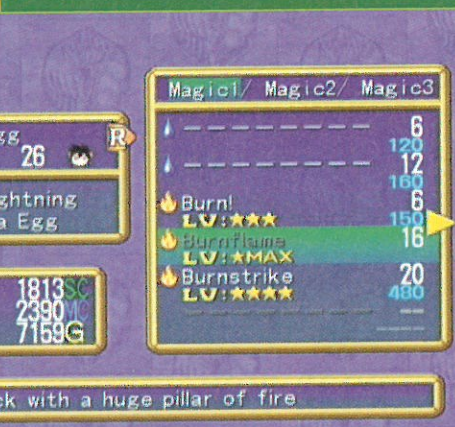 gg
26
R
ghtning
a Egg
1813SC
2390MC
7159G
Magic1/ Magic2/ Magic3
- - - - - - - - - 6
120
- - - - - - - - - 12
160
Burn! 6
LV:★★★ 150
Burnflame 16
LV:★MAX
Burnstrike 20
LV:★★★★ 480
- - - - - - - - - --
----
ck with a huge pillar of fire